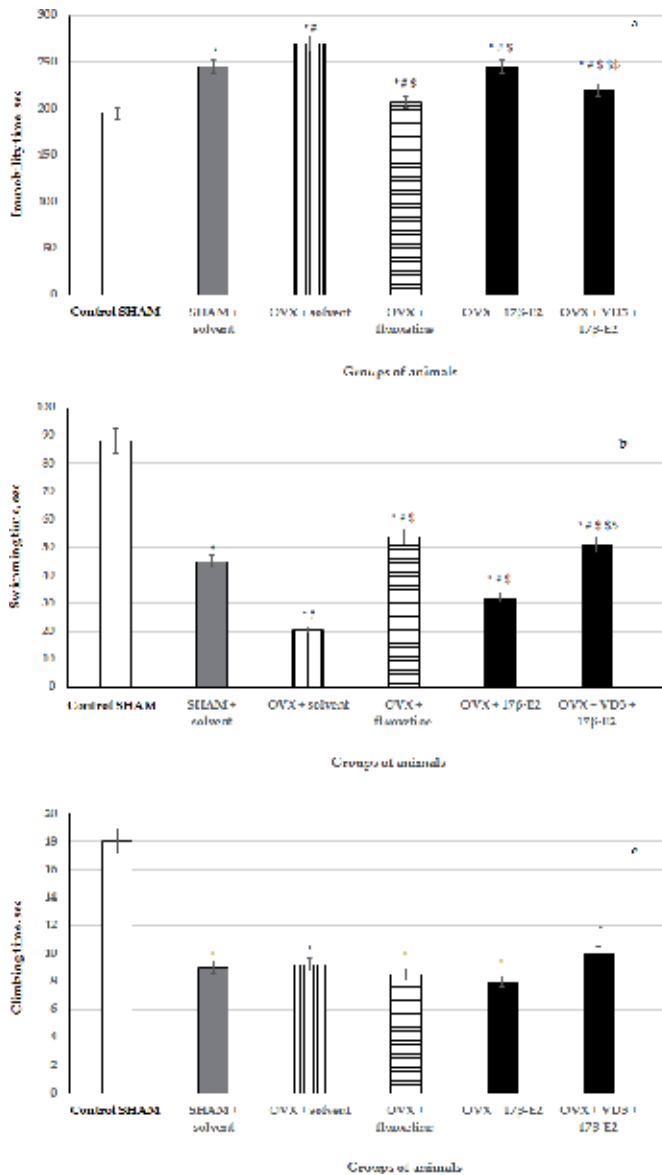 300
a
*#
*
*#$
*#$
*#$ $$
250
200
150
100
50
0
Immobility time, sec
Control SHAM
SHAM + solvent
OVX + solvent
OVX + fluoxetine
OVX 17β-E2
OVX + VD3 + 17β-E2
Groups of animals
100
90
80
70
60
50
40
30
20
10
0
b
*
*#
*#$
*#$
*#$ $$
Swimming time, sec
Control SHAM
SHAM + solvent
OVX + solvent
OVX + fluoxetine
OVX + 17β-E2
OVX + VD3 + 17β-E2
Groups of animals
20
18
16
14
12
10
8
6
4
2
0
c
*
*
*
*
Climbing time, sec
Control SHAM
SHAM + solvent
OVX + solvent
OVX + fluoxetine
OVX 17β-E2
OVX + VD3 + 17β-E2
Groups of animals